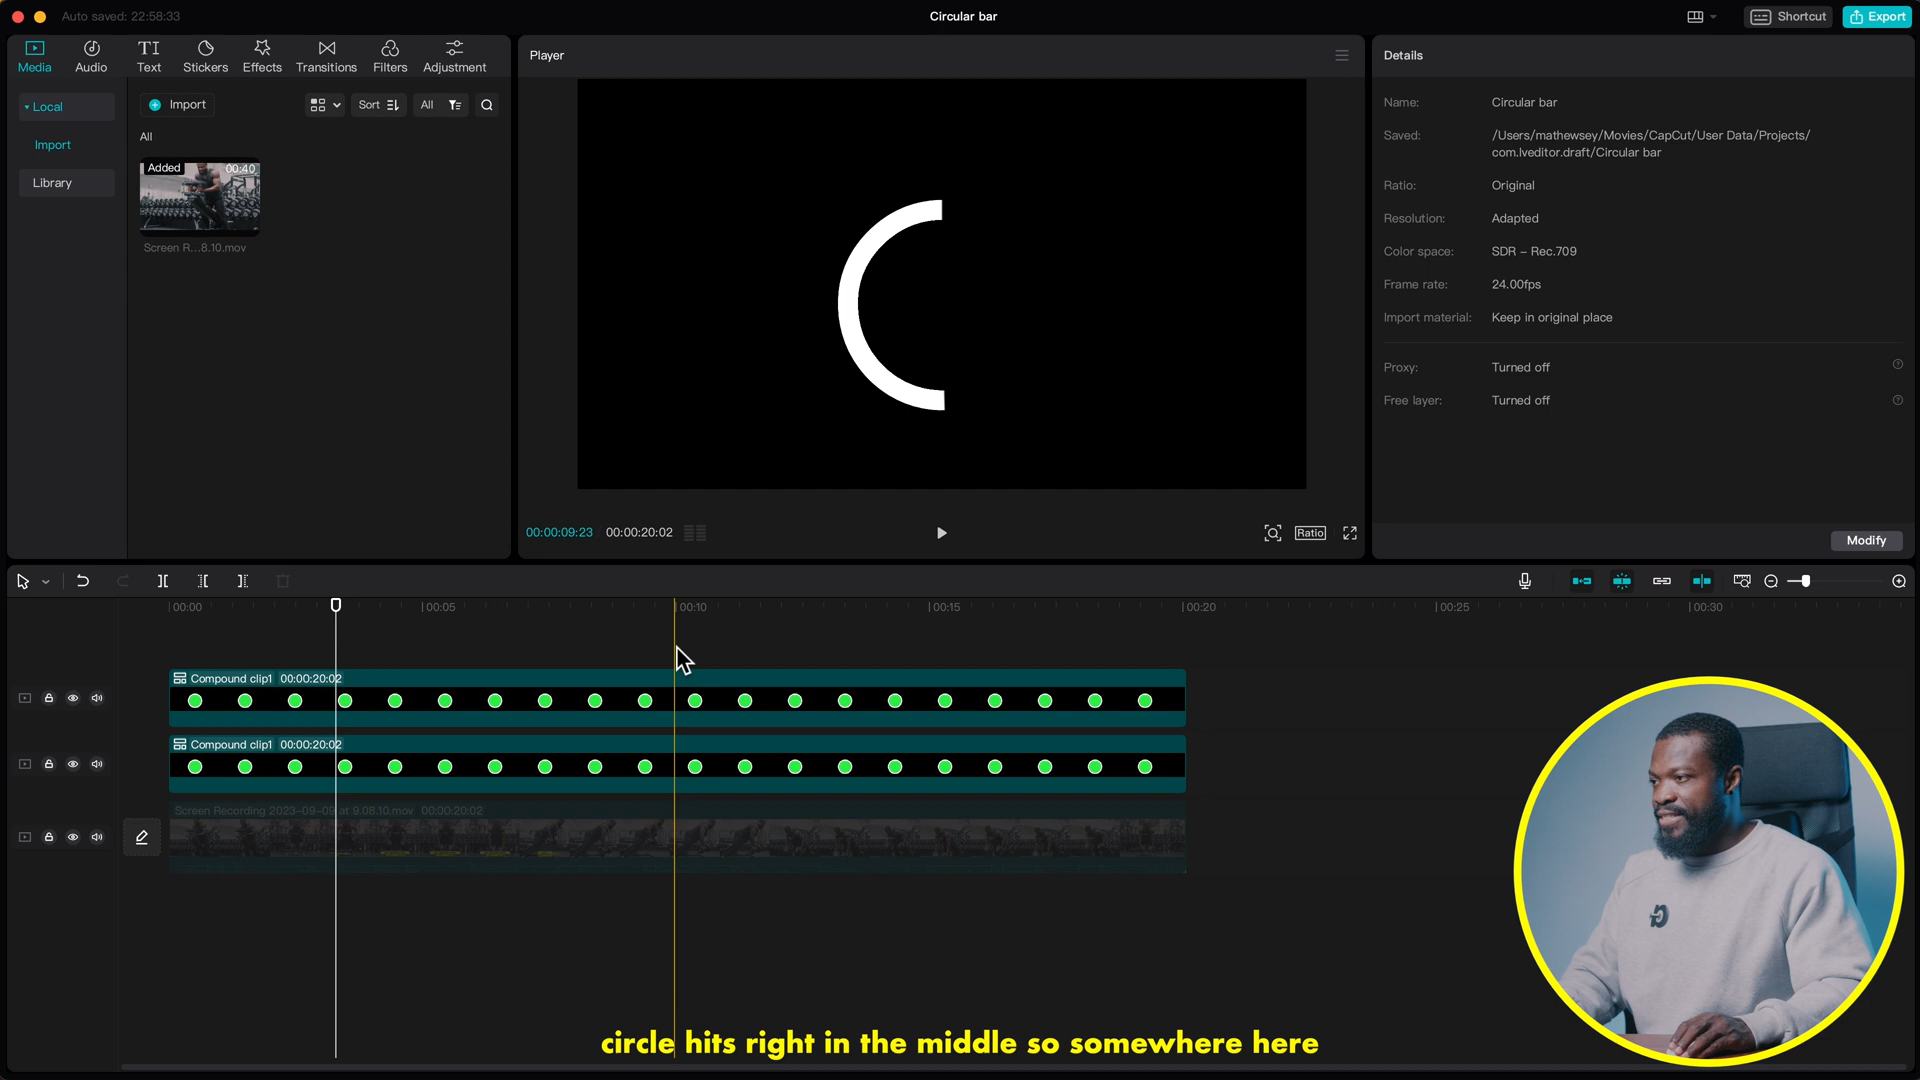 Auto saved: 22:58:33
Circular bar
Shortcut
Export
Media
Audio
TI
Text
Stickers
Effects
Transitions
Filters
Adjustment
Local
Import
Library
Import
Sort
All
All
Added
00:40
Screen R...8.10.mov
Player
00:00:09:23
00:00:20:02
Ratio
Details
Name: Circular bar
Saved: /Users/mathewsey/Movies/CapCut/User Data/Projects/
com.lveditor.draft/Circular bar
Ratio: Original
Resolution: Adapted
Color space: SDR – Rec.709
Frame rate: 24.00fps
Import material: Keep in original place
Proxy: Turned off
Free layer: Turned off
Modify
00:00
00:05
00:10
00:15
00:20
00:25
00:30
Compound clip1 00:00:20:02
Compound clip1 00:00:20:02
Screen Recording 2023-09-09 at 9.08.10.mov 00:00:20:02
circle hits right in the middle so somewhere here